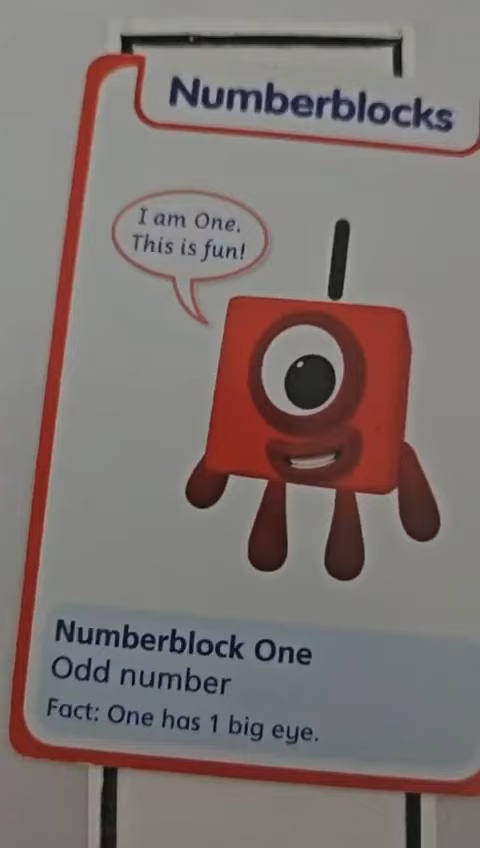 Numberblocks
I am One.
This is fun!
Numberblock One
Odd number
Fact: One has 1 big eye.